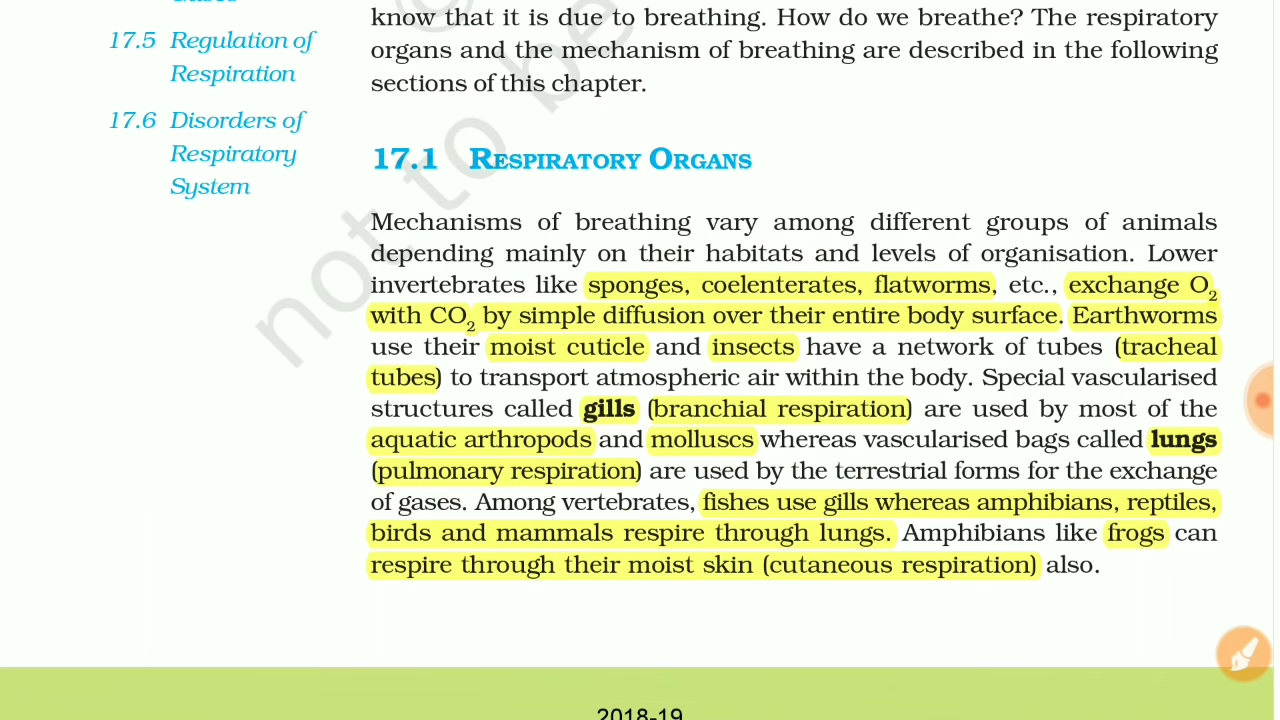 17.5 Regulation of
Respiration
17.6 Disorders of
Respiratory
System
know that it is due to breathing. How do we breathe? The respiratory
organs and the mechanism of breathing are described in the following
sections of this chapter.
17.1 RESPIRATORY ORGANS
Mechanisms of breathing vary among different groups of animals
depending mainly on their habitats and levels of organisation. Lower
invertebrates like sponges, coelenterates, flatworms, etc., exchange O₂
with CO₂ by simple diffusion over their entire body surface. Earthworms
use their moist cuticle and insects have a network of tubes (tracheal
tubes) to transport atmospheric air within the body. Special vascularised
structures called gills (branchial respiration) are used by most of the
aquatic arthropods and molluscs whereas vascularised bags called lungs
(pulmonary respiration) are used by the terrestrial forms for the exchange
of gases. Among vertebrates, fishes use gills whereas amphibians, reptiles,
birds and mammals respire through lungs. Amphibians like frogs can
respire through their moist skin (cutaneous respiration) also.
not to be
©
2018-19